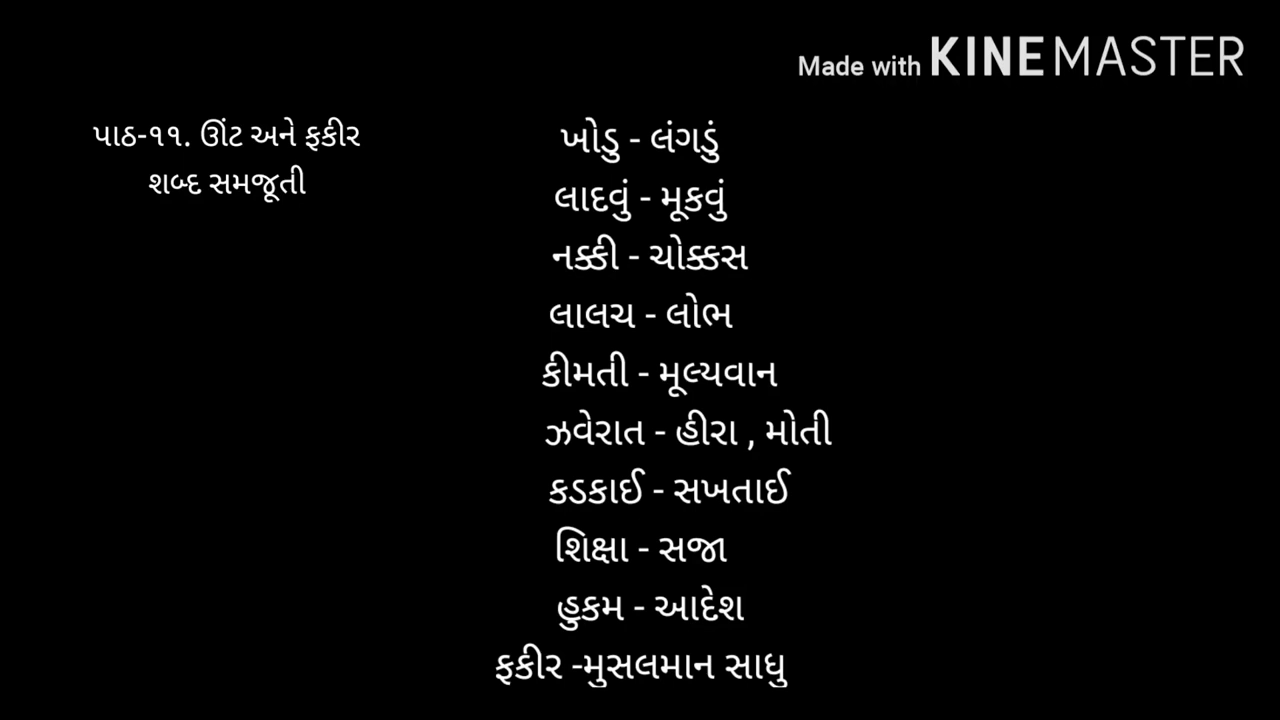 Made with KINEMASTER
પાઠ-૧૧. ઊંટ અને ફકીર
શબ્દ સમજૂતી
ખોડુ - લંગડું
લાદવું - મૂકવું
નક્કી - ચોક્કસ
લાલચ - લોભ
કીમતી - મૂલ્યવાન
ઝવેરાત - હીરા , મોતી
કડકાઈ - સખતાઈ
શિક્ષા - સજા
હુકમ - આદેશ
ફકીર -મુસલમાન સાધુ